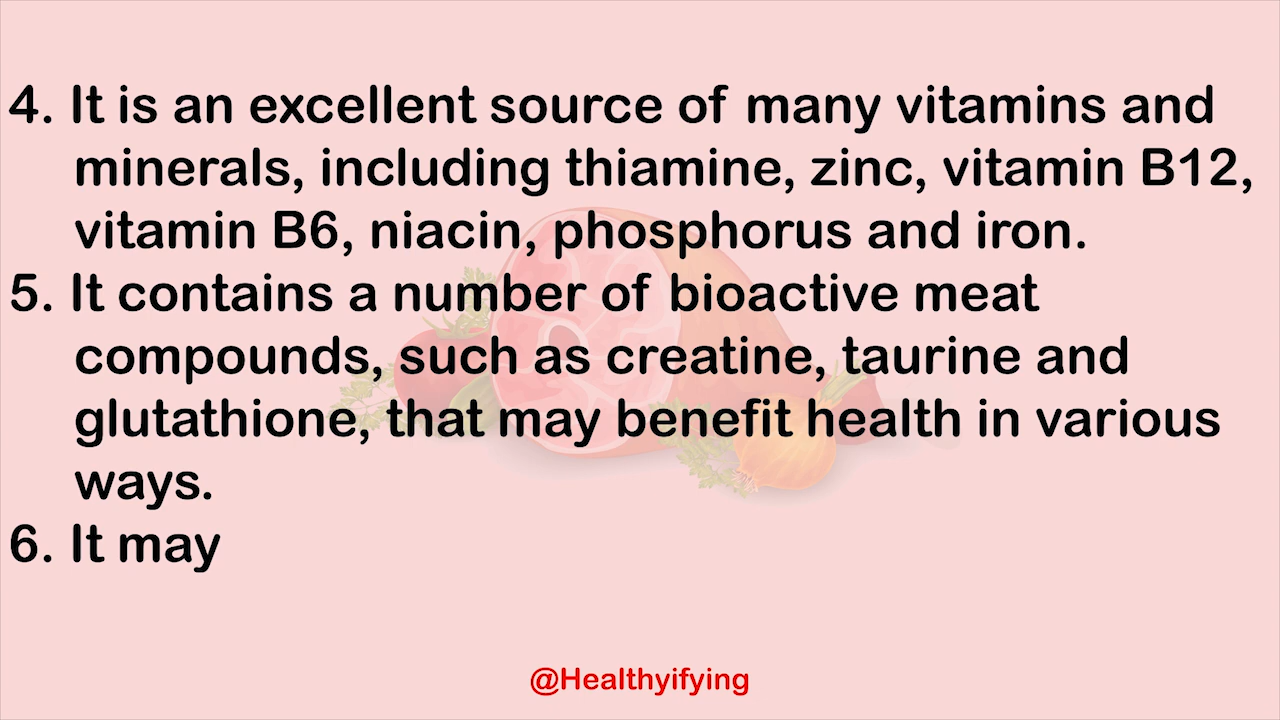 4. It is an excellent source of many vitamins and
minerals, including thiamine, zinc, vitamin B12,
vitamin B6, niacin, phosphorus and iron.
5. It contains a number of bioactive meat
compounds, such as creatine, taurine and
glutathione, that may benefit health in various
ways.
6. It may
@Healthyifying